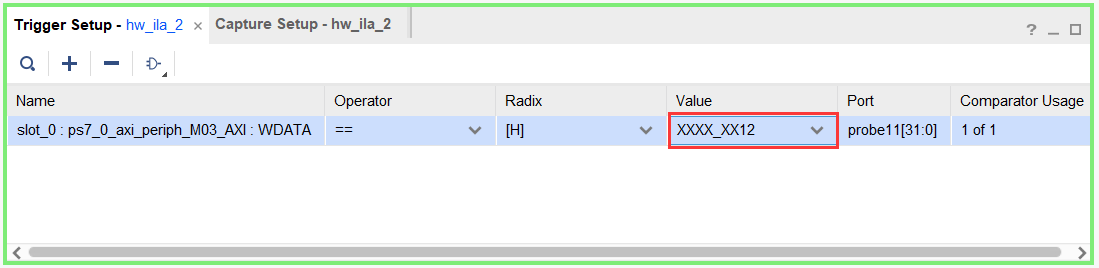 Trigger Setup - hw_ila_2 × Capture Setup - hw_ila_2 ?
Name Operator Radix Value Port Comparator Usage
slot_0 : ps7_0_axi_periph_M03_AXI : WDATA == [H] XXXX_XX12 probe11[31:0] 1 of 1